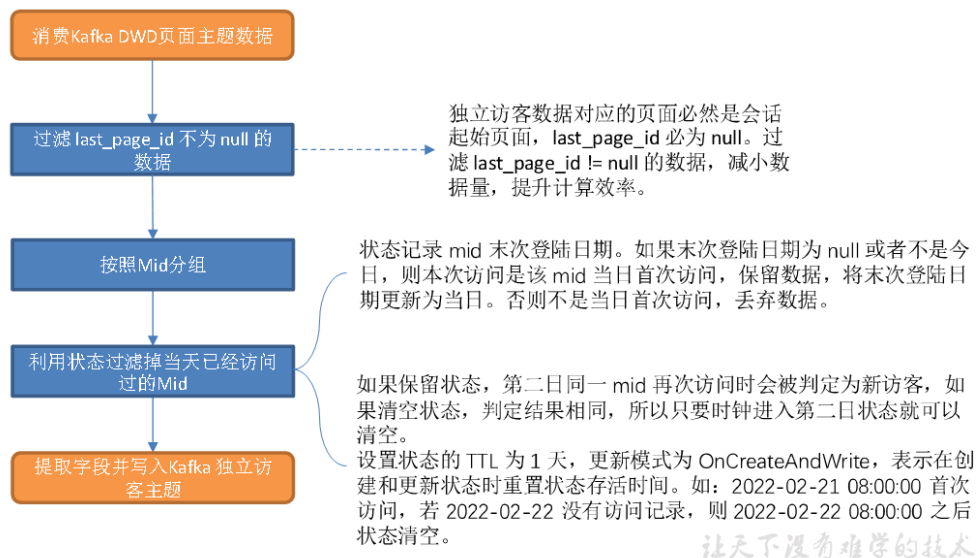 消费Kafka DWD页面主题数据
过滤 last_page_id 不为 null 的
数据
独立访客数据对应的页面必然是会话
起始页面，last_page_id 必为 null。过
滤 last_page_id != null 的数据，减小数
据量，提升计算效率。
按照Mid分组
状态记录 mid 末次登陆日期。如果末次登陆日期为 null 或者不是今
日，则本次访问是该 mid 当日首次访问，保留数据，将末次登陆日
期更新为当日。否则不是当日首次访问，丢弃数据。
利用状态过滤掉当天已经访问
过的Mid
如果保留状态，第二日同一 mid 再次访问时会被判定为新访客，如
果清空状态，判定结果相同，所以只要时钟进入第二日状态就可以
清空。
设置状态的 TTL 为 1 天，更新模式为 OnCreateAndWrite，表示在创
建和更新状态时重置状态存活时间。如：2022-02-21 08:00:00 首次
访问，若 2022-02-22 没有访问记录，则 2022-02-22 08:00:00 之后
状态清空。
提取字段并写入Kafka 独立访
客主题
让天下没有难学的技术